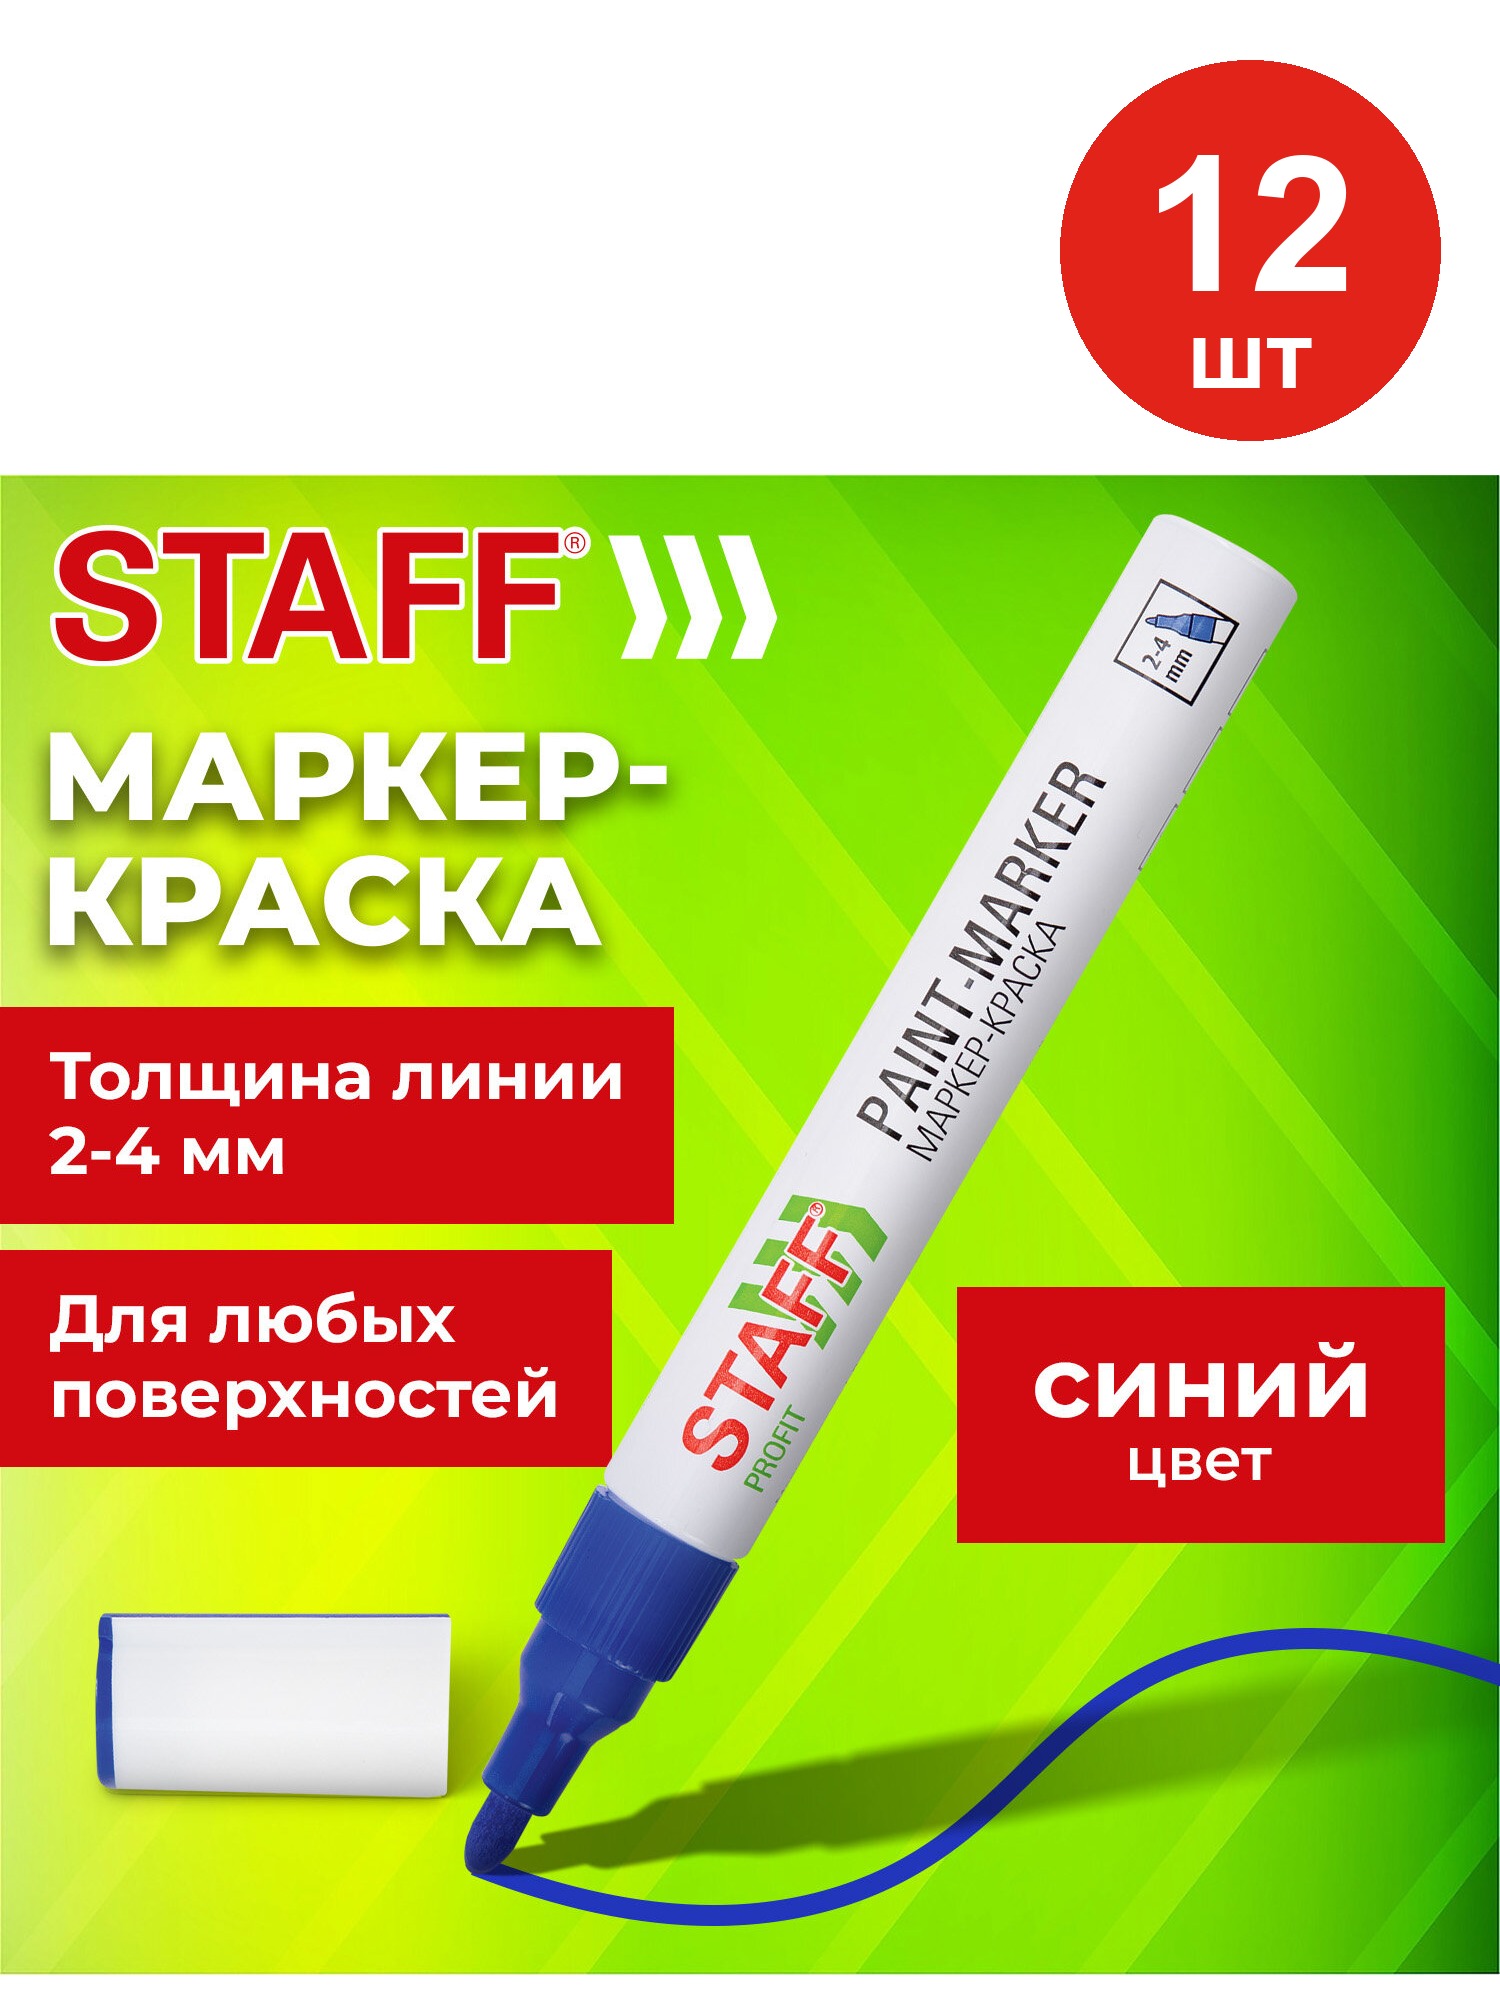 12
шт
STAFF®
МАРКЕР-
КРАСКА
Толщина линии
2-4 мм
Для любых
поверхностей
СИНИЙ
цвет
2-4
mm
PAINT-MARKER
МАРКЕР-КРАСКА
STAFF®
PROFIT